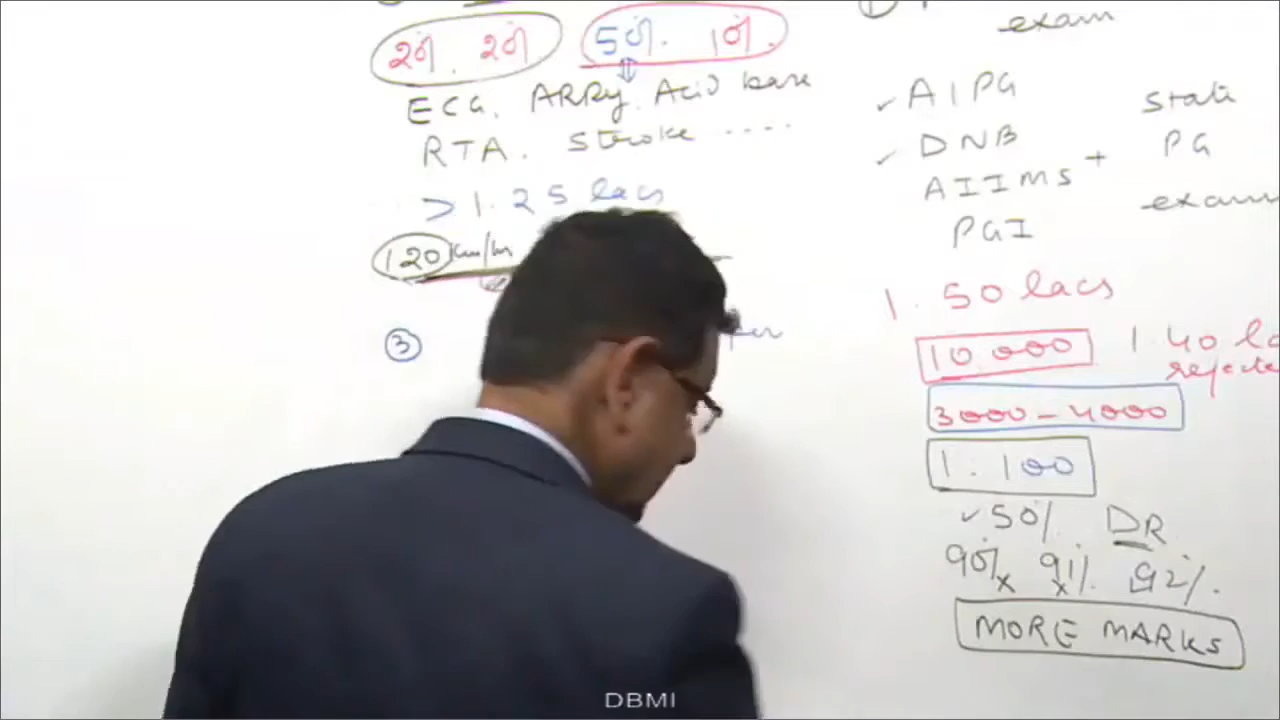 20%. 20% 50%. 10%.
ECG. ARRy. Acid base
RTA. Stroke ....
> 1.25 lacs
120 km/hr
3
exam
✓ AIPG
✓ DNB
AIIMS +
PGI
State
PG
exam
1.50 lacs
10.000 1.40
rejecte
3000-4000
1:100
✓ 50% DR
90% x 91% x 92%.
MORE MARKS
DBMI